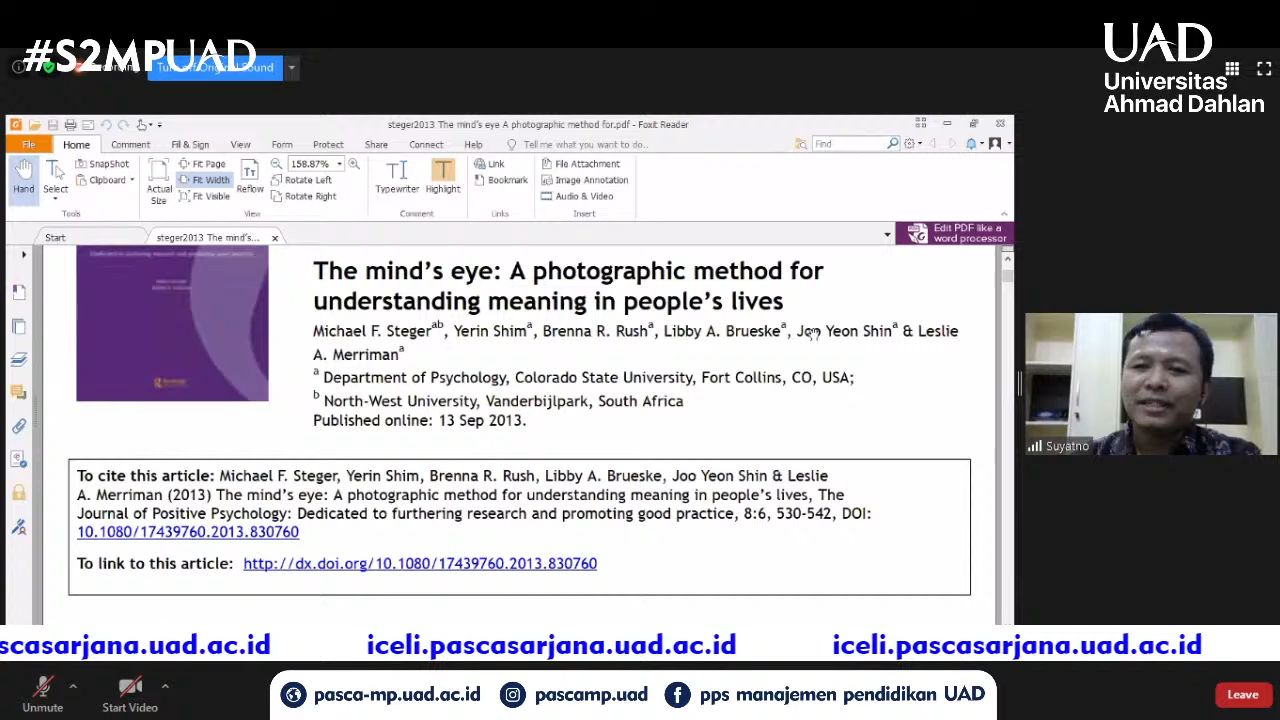 #S2MPUAD
UAD
Universitas
Ahmad Dahlan
Turn off Original Sound
steger2013 The mind's eye A photographic method for.pdf - Foxit Reader
File Home Comment Fill & Sign View Form Protect Share Connect Help Tell me what you want to do.. Find
Hand
Select
SnapShot
Clipboard
Tools
Actual
Size
Fit Page
Fit Width
Fit Visible
Reflow
158.87%
Rotate Left
Rotate Right
View
Typewriter
Highlight
Comment
Link
Bookmark
Links
File Attachment
Image Annotation
Audio & Video
Insert
Start
steger2013 The mind's...
Edit PDF like a
word processor
The mind's eye: A photographic method for
understanding meaning in people's lives
Michael F. Steger ab, Yerin Shim a, Brenna R. Rush a, Libby A. Brueske a, Joo Yeon Shin a & Leslie
A. Merriman a
a Department of Psychology, Colorado State University, Fort Collins, CO, USA;
b North-West University, Vanderbijlpark, South Africa
Published online: 13 Sep 2013.
To cite this article: Michael F. Steger, Yerin Shim, Brenna R. Rush, Libby A. Brueske, Joo Yeon Shin & Leslie
A. Merriman (2013) The mind's eye: A photographic method for understanding meaning in people's lives, The
Journal of Positive Psychology: Dedicated to furthering research and promoting good practice, 8:6, 530-542, DOI:
10.1080/17439760.2013.830760
To link to this article: http://dx.doi.org/10.1080/17439760.2013.830760
Suyatno
scasarjana.uad.ac.id iceli.pascasarjana.uad.ac.id iceli.pascasarjana.uad.ac.id
Unmute
Start Video
pasca-mp.uad.ac.id pascamp.uad pps manajemen pendidikan UAD
Leave